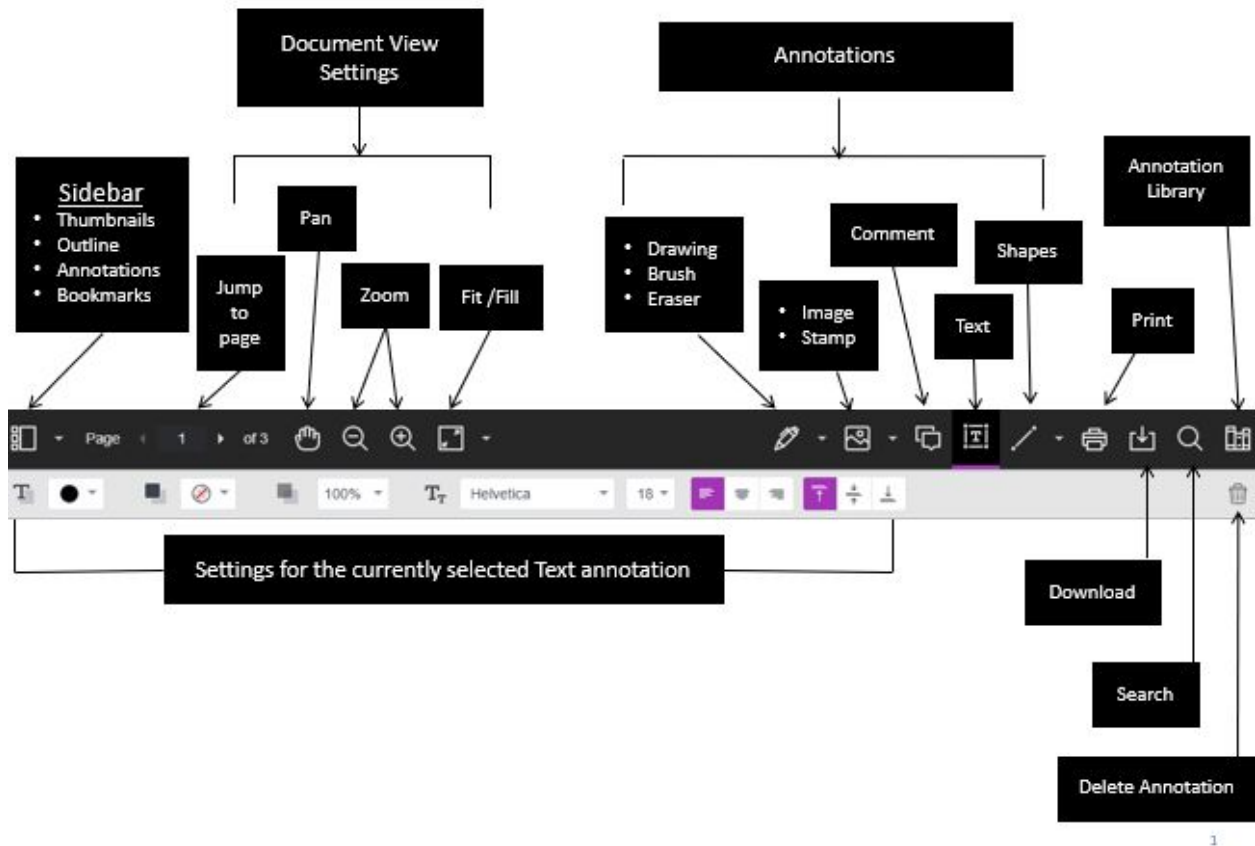 Document View
Settings
Annotations
Sidebar
• Thumbnails
• Outline
• Annotations
• Bookmarks
Jump
to
page
Pan
Zoom
Fit /Fill
• Drawing
• Brush
• Eraser
• Image
• Stamp
Comment
Text
Shapes
Print
Annotation
Library
Page 1 of 3
T
100% Helvetica 18
Settings for the currently selected Text annotation
Download
Search
Delete Annotation
1